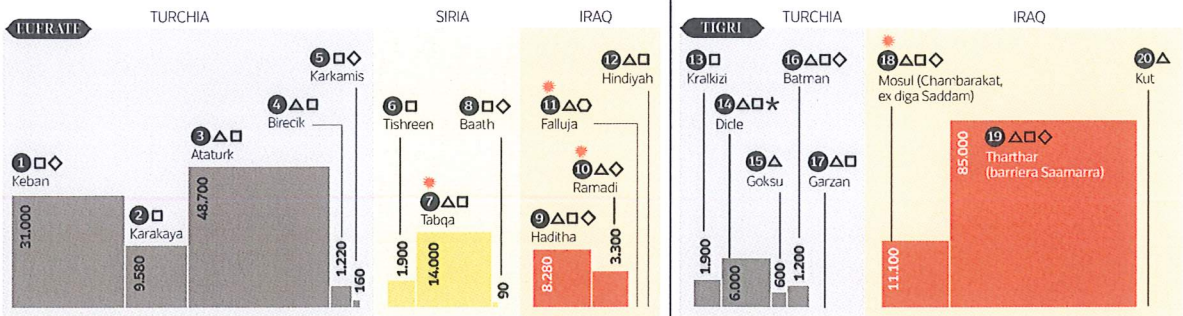 EUFRATE
TURCHIA
SIRIA
IRAQ
1
Keban
31.000
2
Karakaya
9.580
3
Ataturk
48.700
4
Birecik
1.220
5
Karkamis
160
6
Tishreen
1.900
7
Tabqa
14.000
8
Baath
90
9
Haditha
8.280
10
Ramadi
3.300
11
Falluja
12
Hindiyah
TIGRI
TURCHIA
IRAQ
13
Kralkizi
1.900
14
Dicle
6.000
15
Goksu
600
16
Batman
1.200
17
Garzan
18
Mosul (Chambarakat,
ex diga Saddam)
11.100
19
Tharthar
(barriera Saamarra)
85.000
20
Kut